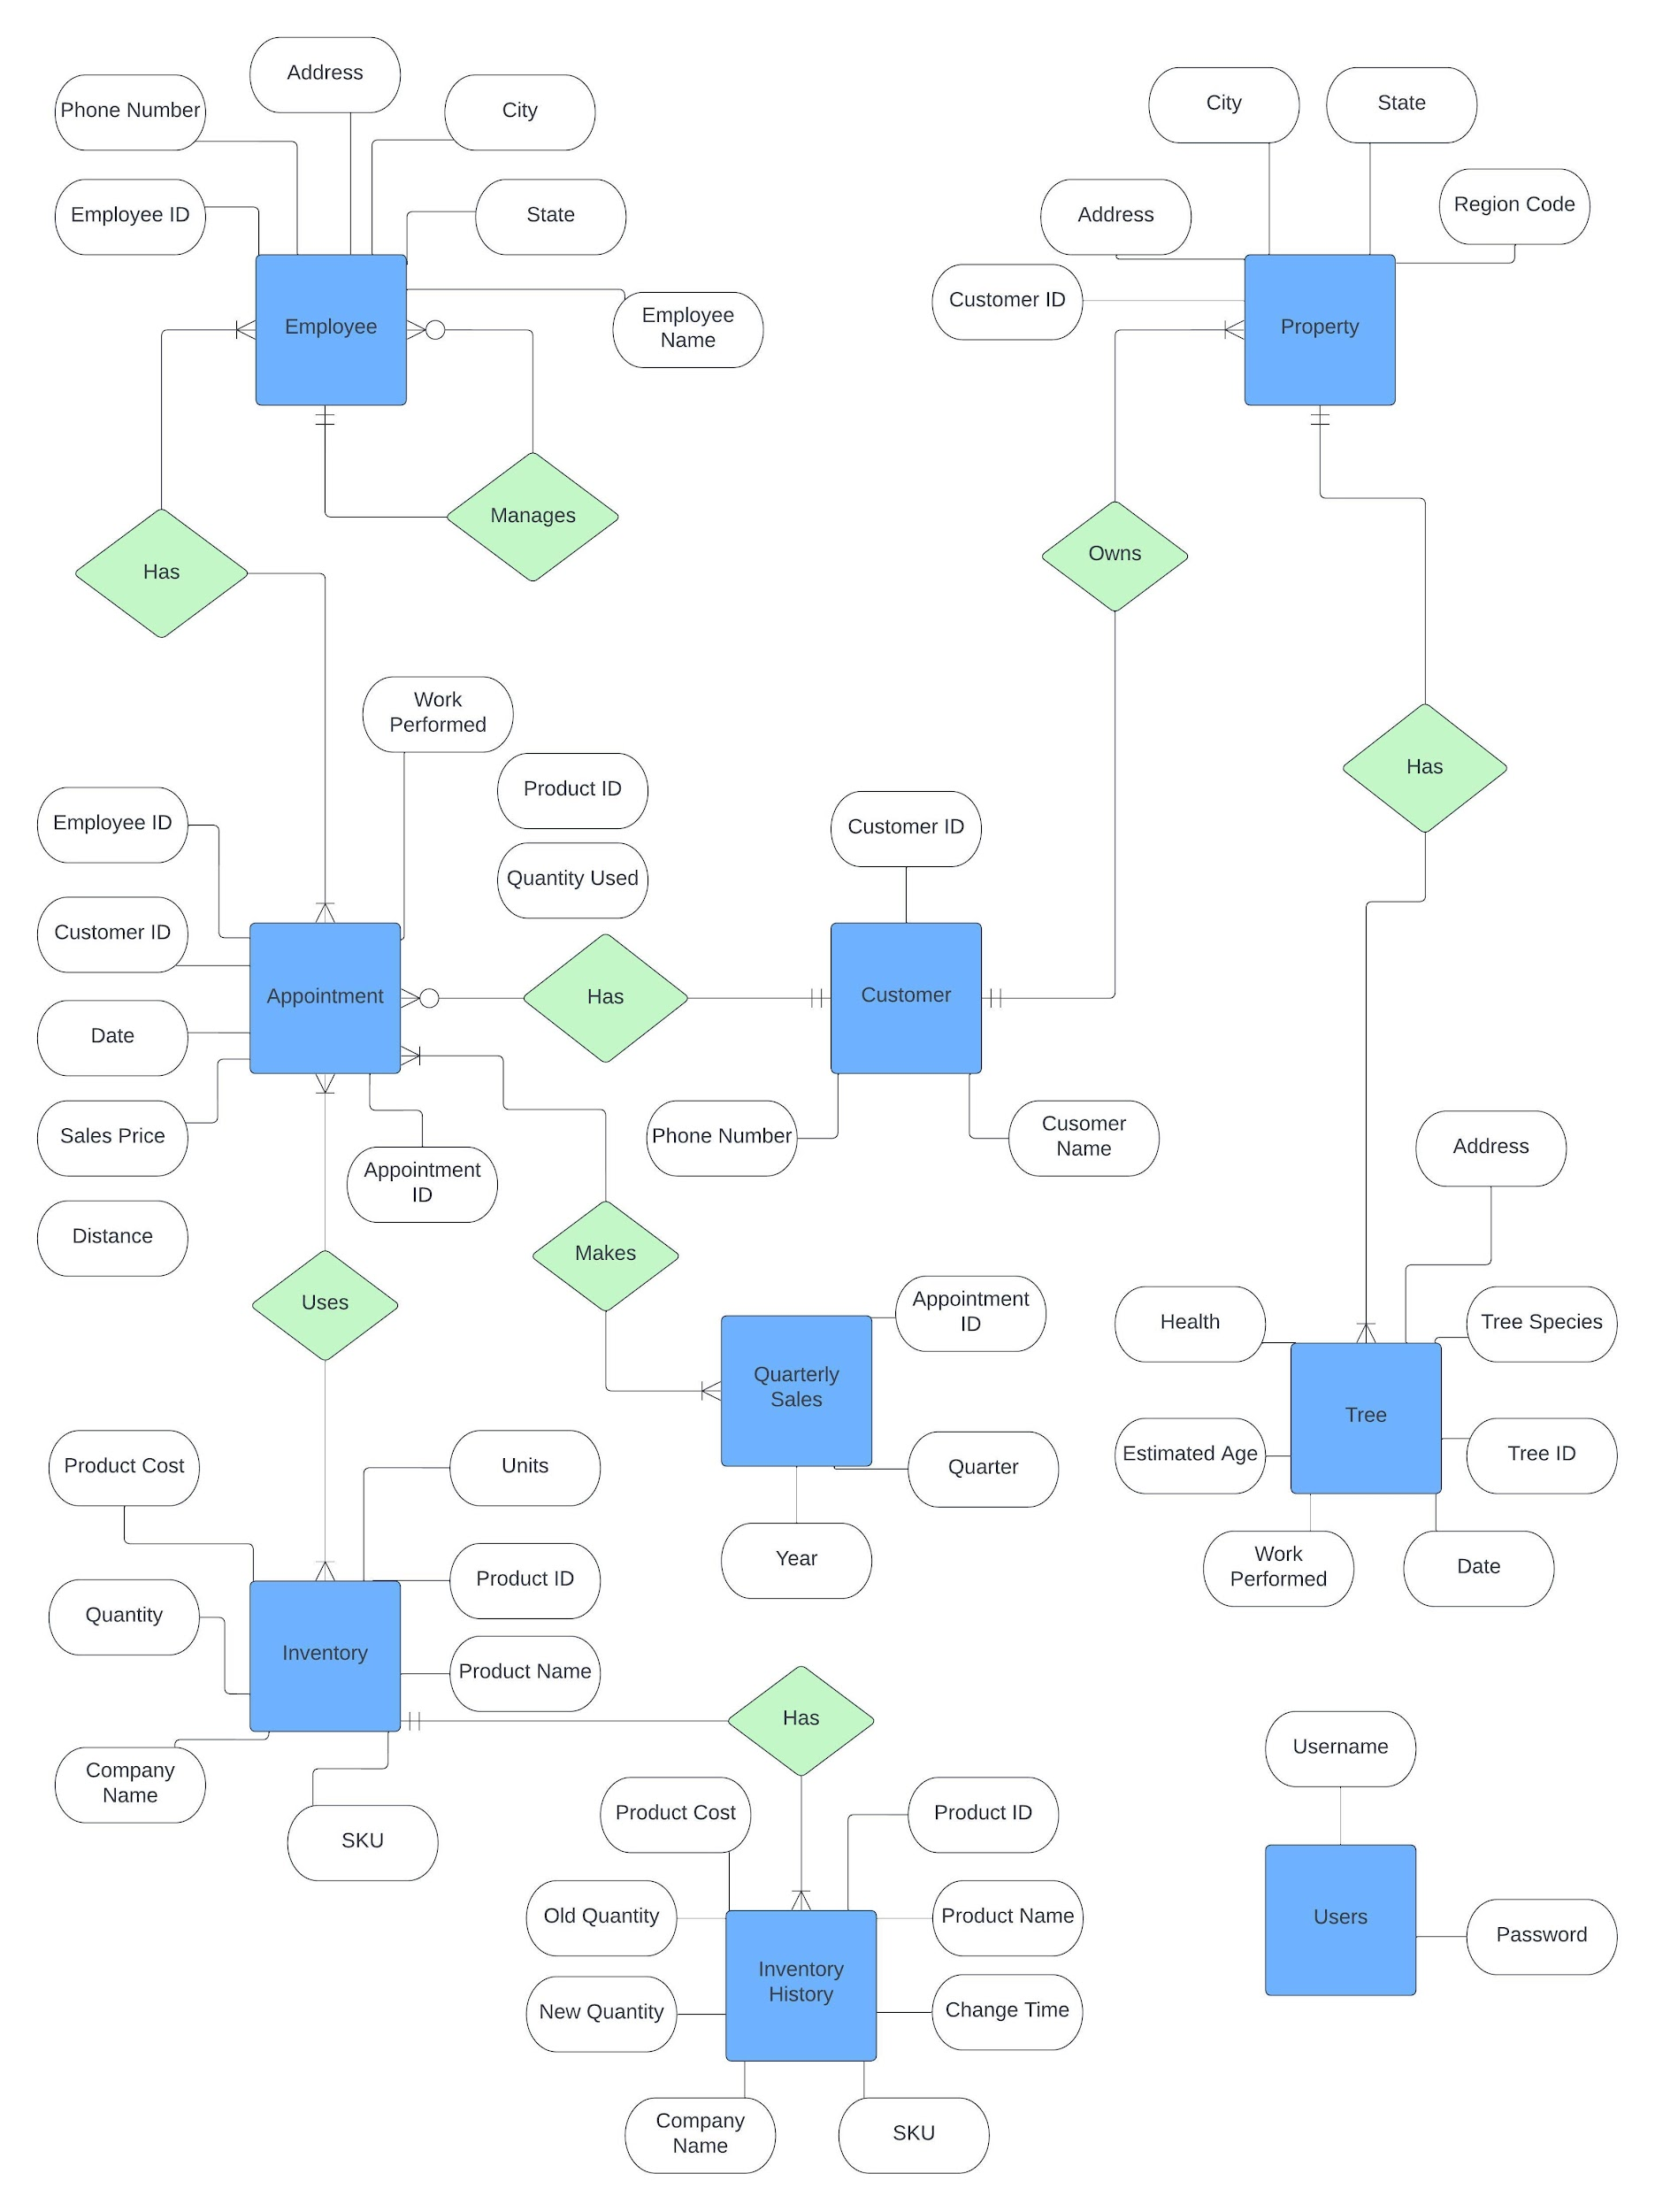 Address
Phone Number
City
Employee ID
State
Employee
Name
Employee
Manages
Has
City
State
Region Code
Address
Customer ID
Property
Owns
Has
Work
Performed
Product ID
Quantity Used
Employee ID
Customer ID
Date
Sales Price
Distance
Appointment
Appointment
ID
Has
Customer ID
Customer
Phone Number
Cusomer
Name
Makes
Uses
Quarterly
Sales
Appointment
ID
Quarter
Year
Address
Health
Tree Species
Tree
Estimated Age
Tree ID
Work
Performed
Date
Product Cost
Units
Product ID
Quantity
Inventory
Product Name
Company
Name
SKU
Has
Product Cost
Product ID
Old Quantity
Product Name
Inventory
History
New Quantity
Change Time
Company
Name
SKU
Username
Users
Password